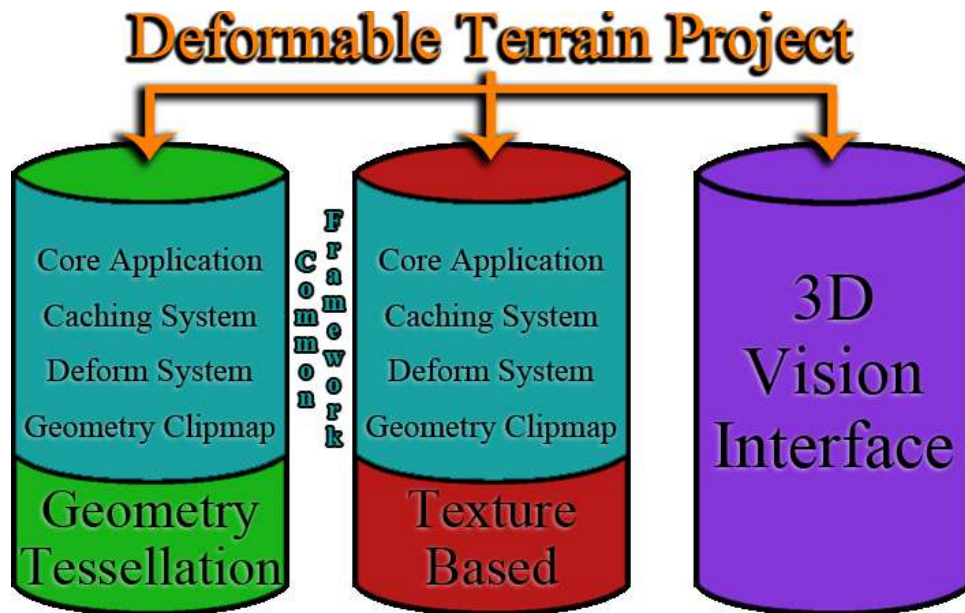 Deformable Terrain Project
Core Application
Caching System
Deform System
Geometry Clipmap
Geometry
Tessellation
Common
Framework
Core Application
Caching System
Deform System
Geometry Clipmap
Texture
Based
3D
Vision
Interface